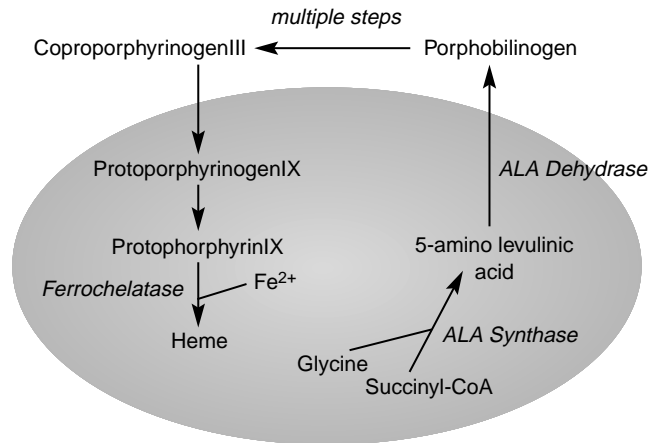 multiple steps
CoproporphyrinogenIII
Porphobilinogen
ProtoporphyrinogenIX
ALA Dehydrase
ProtophorphyrinIX
5-amino levulinic
acid
Ferrochelatase
Fe2+
Heme
ALA Synthase
Glycine
Succinyl-CoA